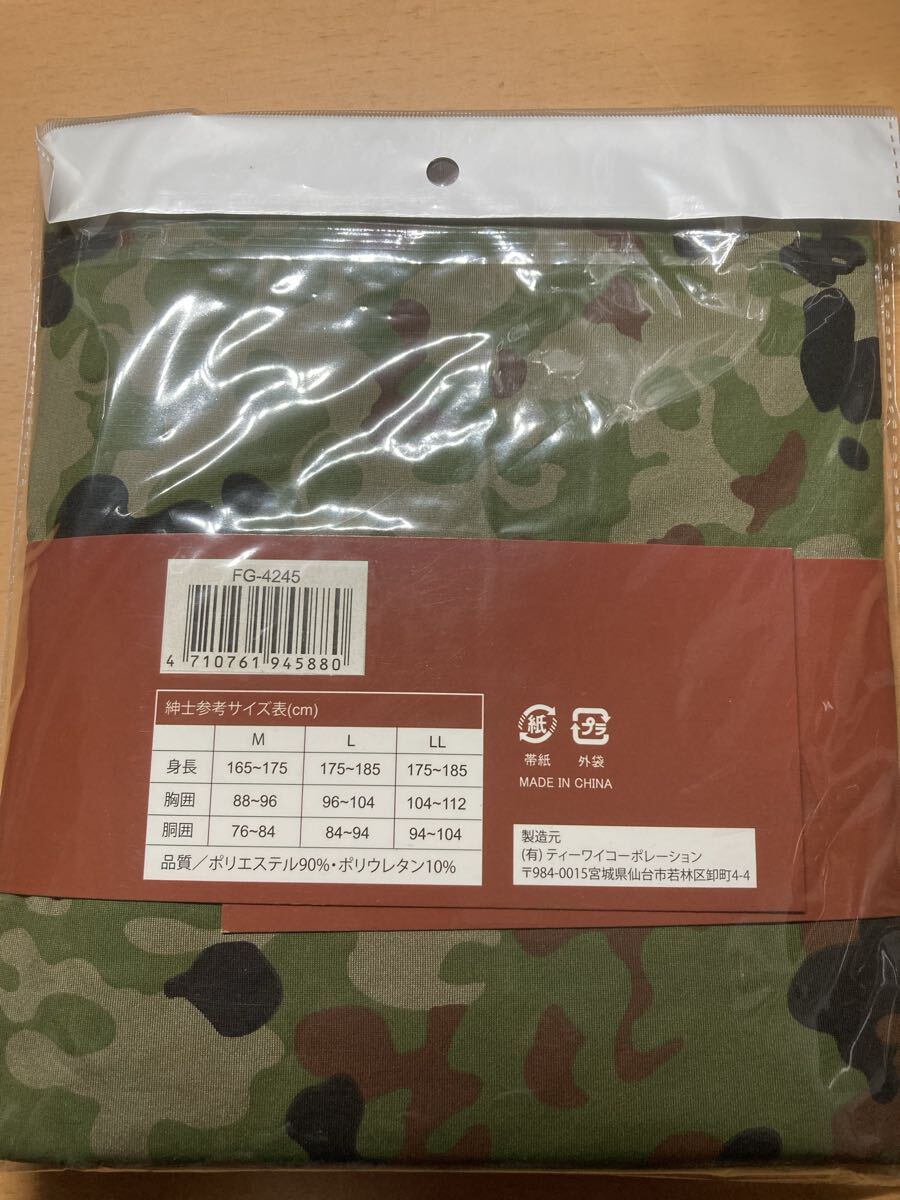 FG-4245
4 710761 945880
紳士参考サイズ表(cm)
M L LL
身長 165~175 175~185 175~185
胸囲 88~96 96~104 104~112
胴囲 76~84 84~94 94~104
品質／ポリエステル90%・ポリウレタン10%
紙 プラ
帯紙 外袋
MADE IN CHINA
製造元
(有) ティーワイコーポレーション
〒984-0015宮城県仙台市若林区卸町4-4